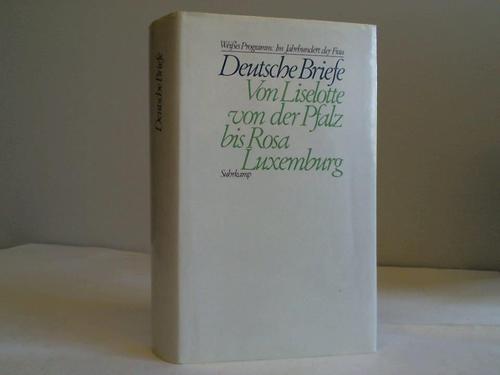 Weißes Programm: Im Jahrhundert der Frau
Deutsche Briefe
Von Liselotte
von der Pfalz
bis Rosa
Luxemburg
Suhrkamp
Deutsche Briefe